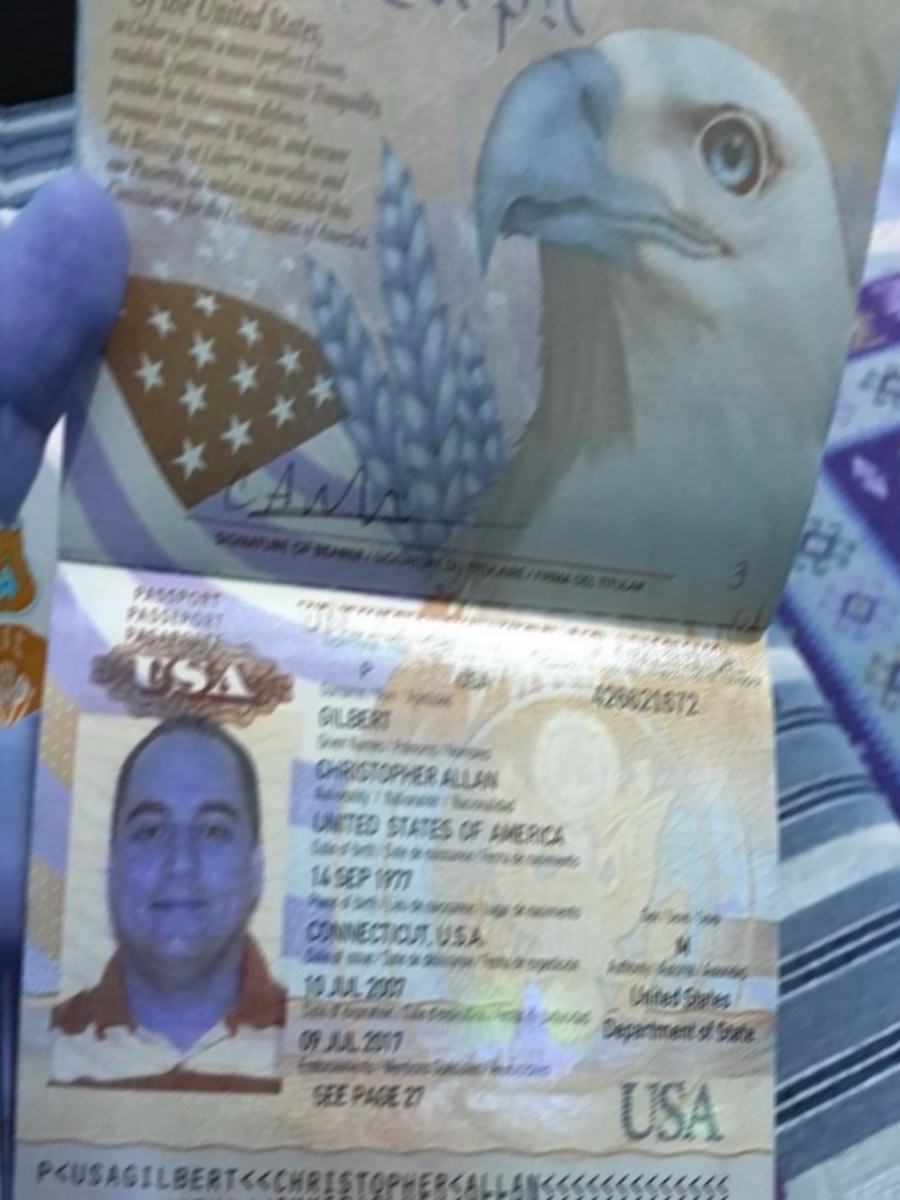 Of the United States,
in Order to form a more perfect Union,
establish Justice, insure domestic Tranquility,
provide for the common defence,
promote the general Welfare, and secure
the Blessings of Liberty to ourselves and
our Posterity, do ordain and establish this
Constitution for the United States of America.
SIGNATURE OF BEARER / SIGNATURE DU TITULAIRE / FIRMA DEL TITULAR
3
PASSPORT
PASSEPORT
PASAPORTE
USA
P USA
GILBERT
Given Names / Prénoms / Nombres
CHRISTOPHER ALLAN
Nationality / Nationalité / Nacionalidad
UNITED STATES OF AMERICA
Date of birth / Date de naissance / Fecha de nacimiento
14 SEP 1977
Place of birth / Lieu de naissance / Lugar de nacimiento
CONNECTICUT, U.S.A.
Sex / Sexe / Sexo
M
Date of issue / Date de délivrance / Fecha de expedición
10 JUL 2007
Authority / Autorité / Autoridad
United States
Department of State
Date of expiration / Date d'expiration / Fecha de caducidad
09 JUL 2017
Endorsements / Mentions Spéciales / Anotaciones
SEE PAGE 27
USA
P<USAGILBERT<<CHRISTOPHER<ALLAN<<<<<<<<<<<<<